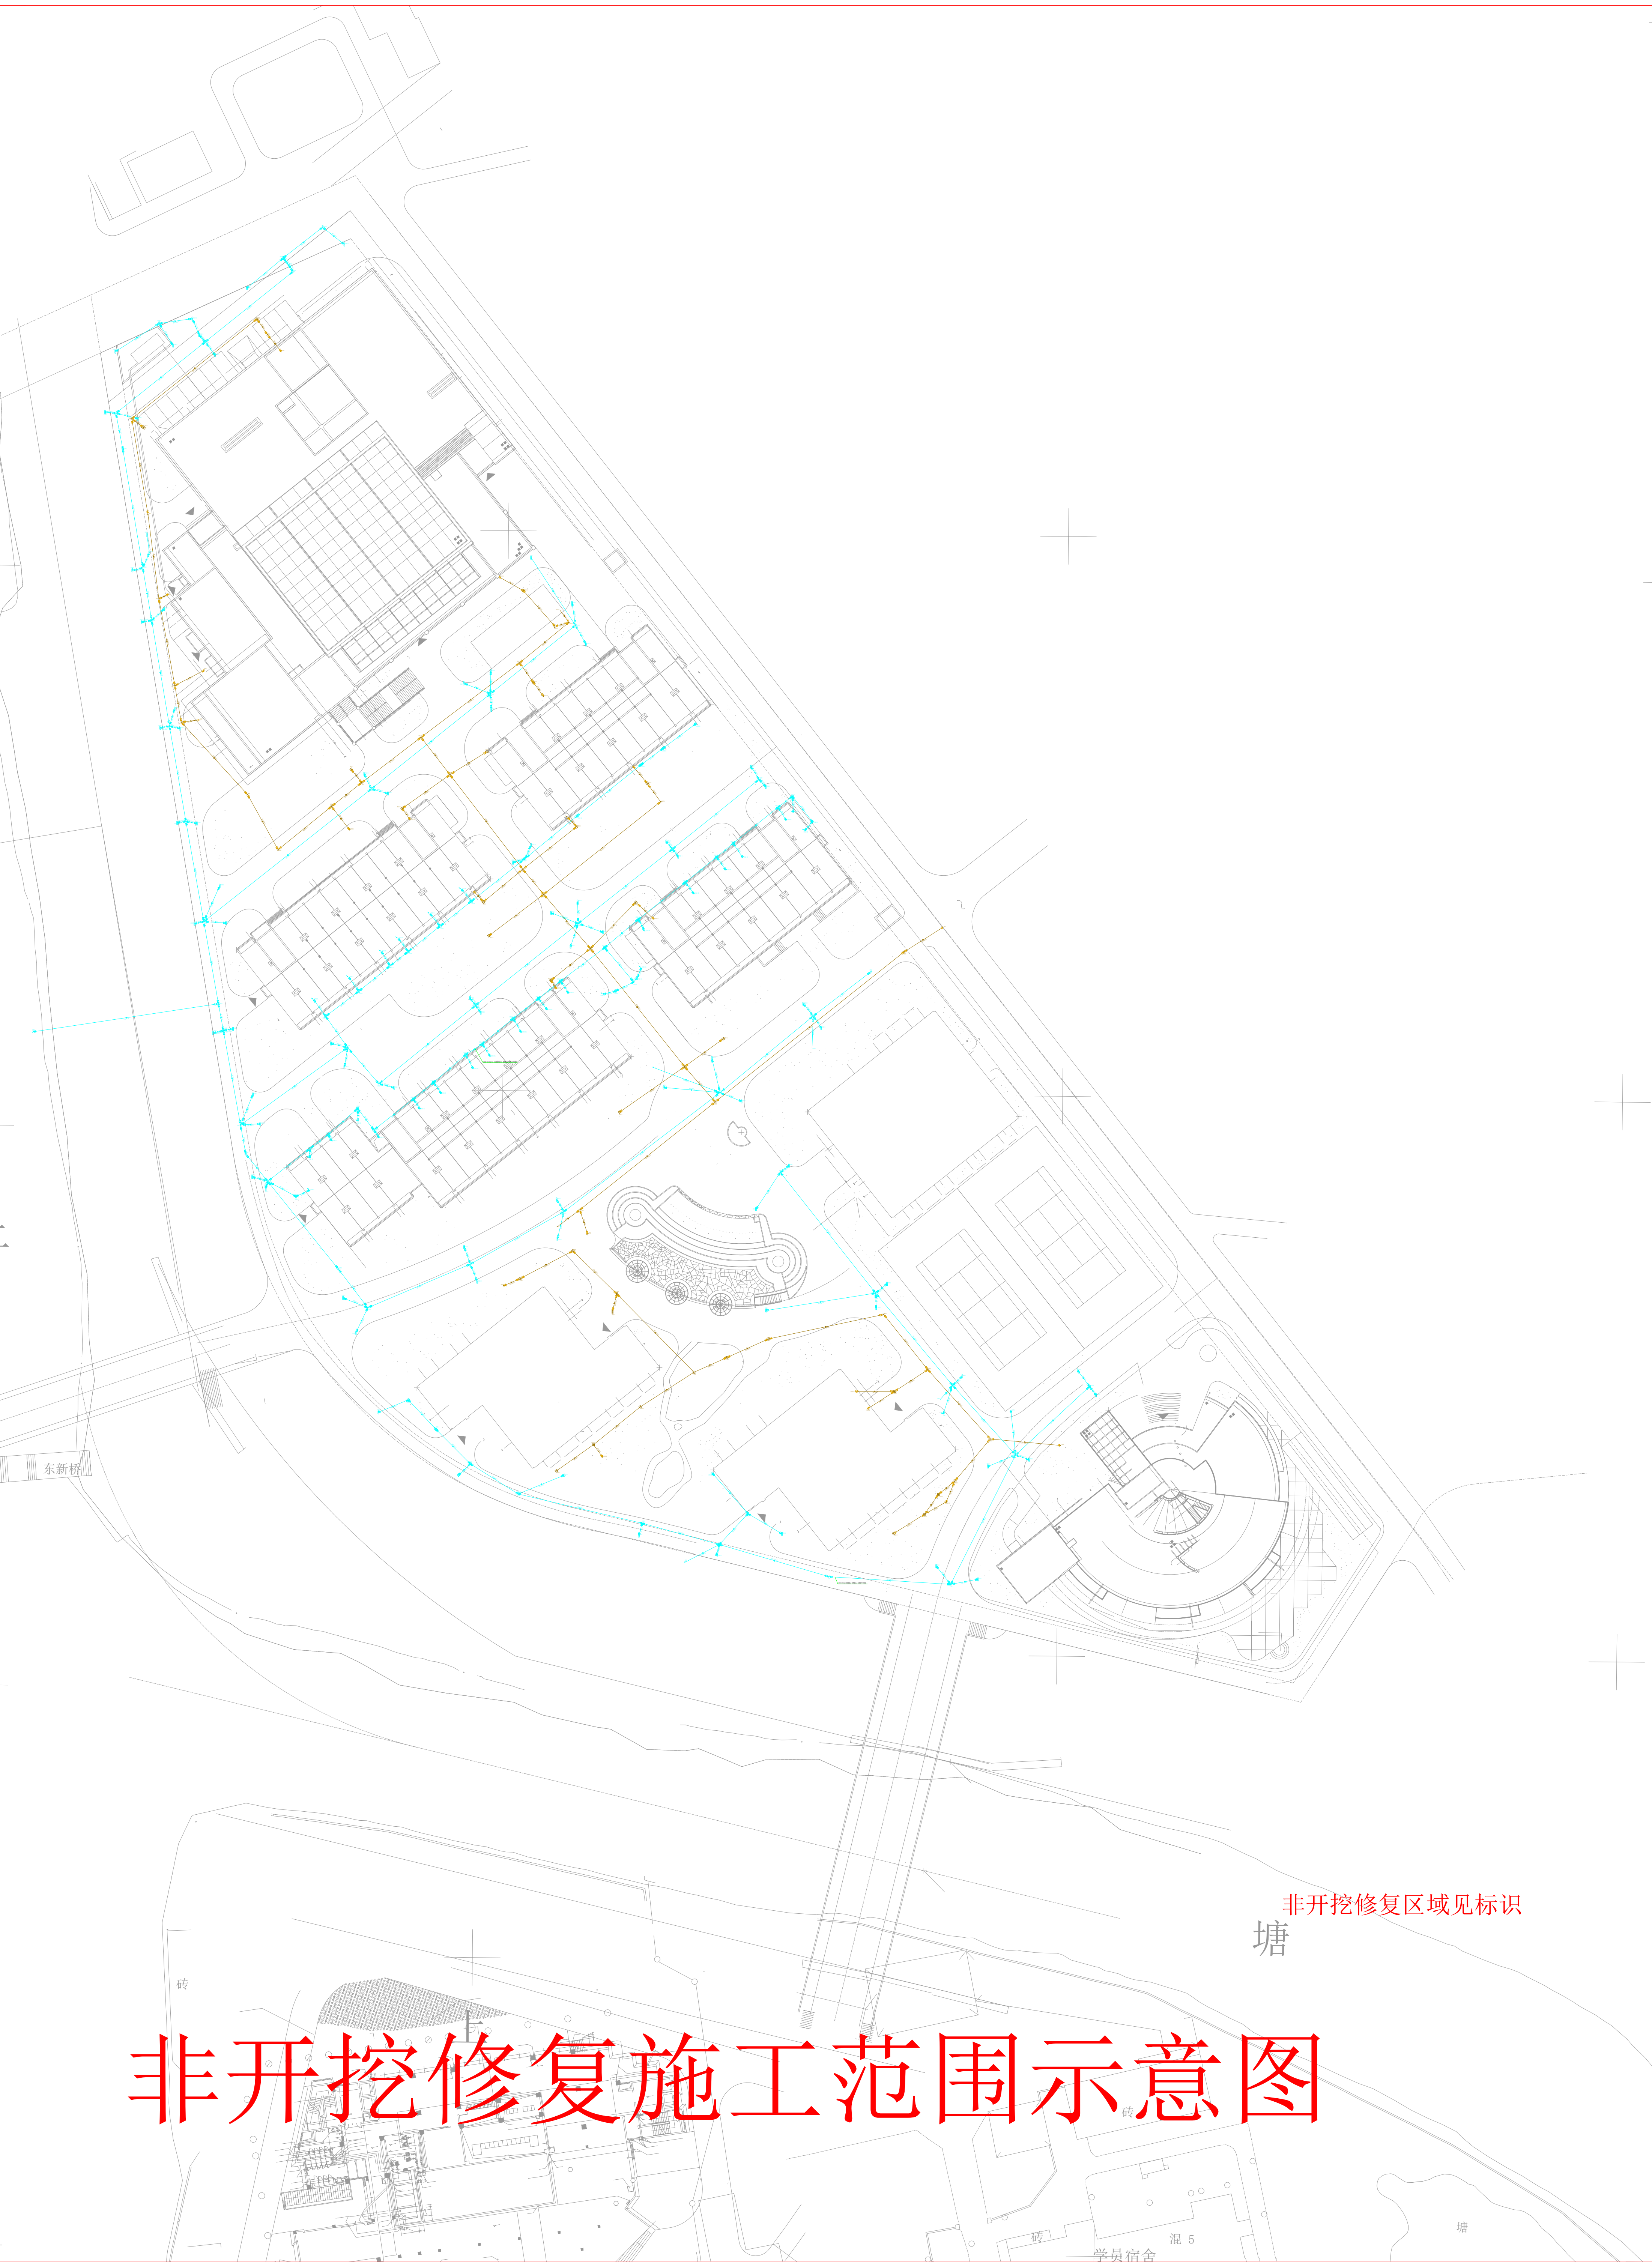 东新桥
非开挖修复区域见标识
塘
砖
非开挖修复施工范围示意图
砖
塘
砖
混 5
学员宿舍